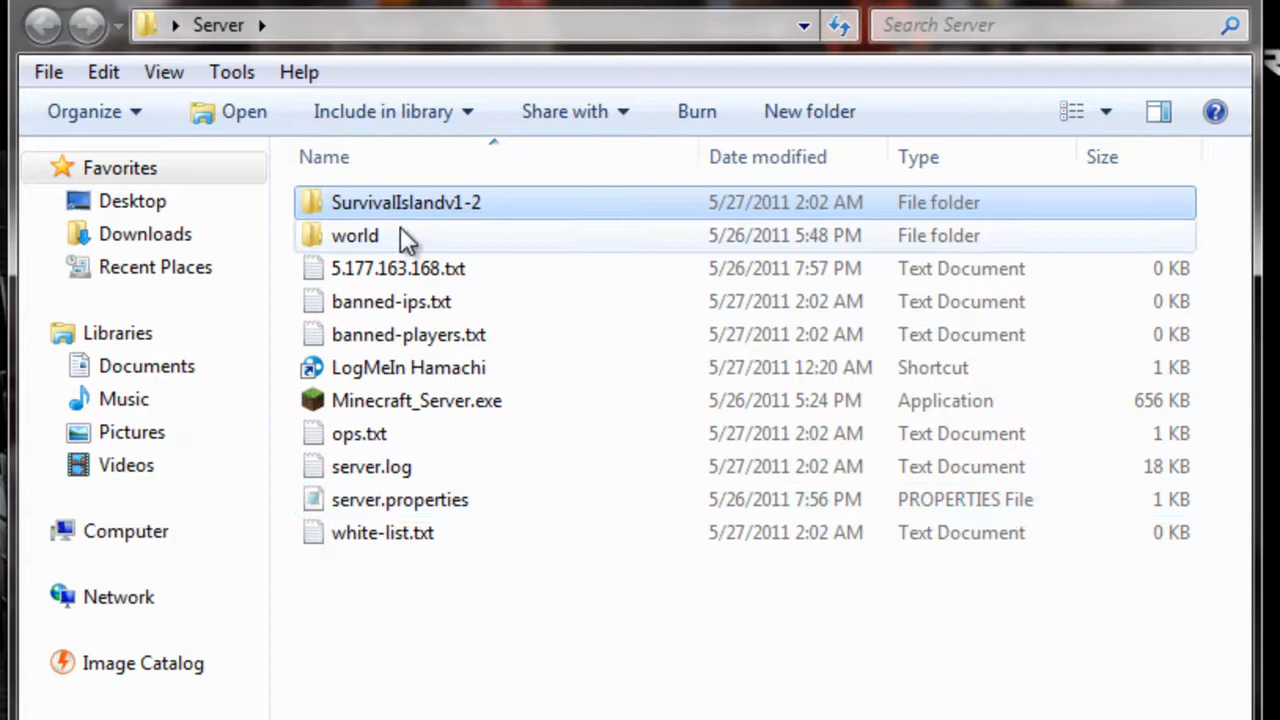 Server
Search Server
File Edit View Tools Help
Organize Open Include in library Share with Burn New folder
Name Date modified Type Size
Favorites
Desktop
Downloads
Recent Places
Libraries
Documents
Music
Pictures
Videos
Computer
Network
Image Catalog
SurvivalIslandv1-2 5/27/2011 2:02 AM File folder
world 5/26/2011 5:48 PM File folder
5.177.163.168.txt 5/26/2011 7:57 PM Text Document 0 KB
banned-ips.txt 5/27/2011 2:02 AM Text Document 0 KB
banned-players.txt 5/27/2011 2:02 AM Text Document 0 KB
LogMeIn Hamachi 5/27/2011 12:20 AM Shortcut 1 KB
Minecraft_Server.exe 5/26/2011 5:24 PM Application 656 KB
ops.txt 5/27/2011 2:02 AM Text Document 1 KB
server.log 5/27/2011 2:02 AM Text Document 18 KB
server.properties 5/26/2011 7:56 PM PROPERTIES File 1 KB
white-list.txt 5/27/2011 2:02 AM Text Document 0 KB